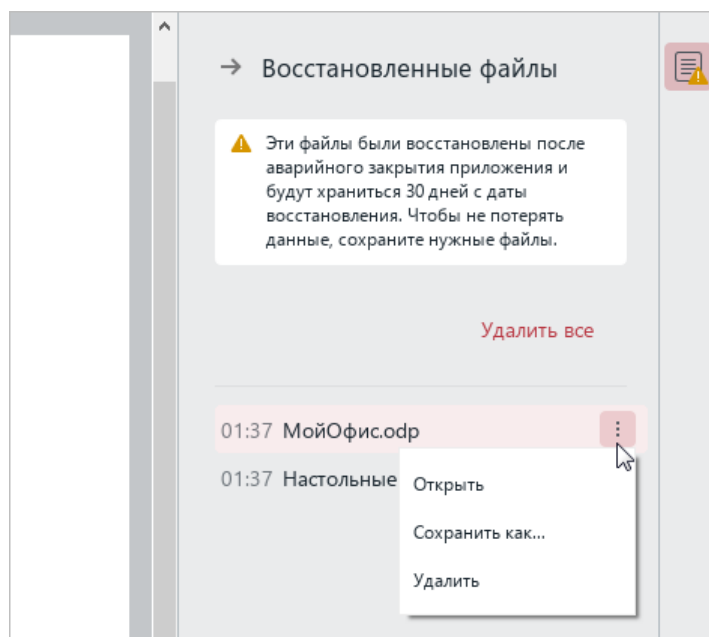 Восстановленные файлы
Эти файлы были восстановлены после
аварийного закрытия приложения и
будут храниться 30 дней с даты
восстановления. Чтобы не потерять
данные, сохраните нужные файлы.
Удалить все
01:37 МойОфис.odp
01:37 Настольные
Открыть
Сохранить как...
Удалить